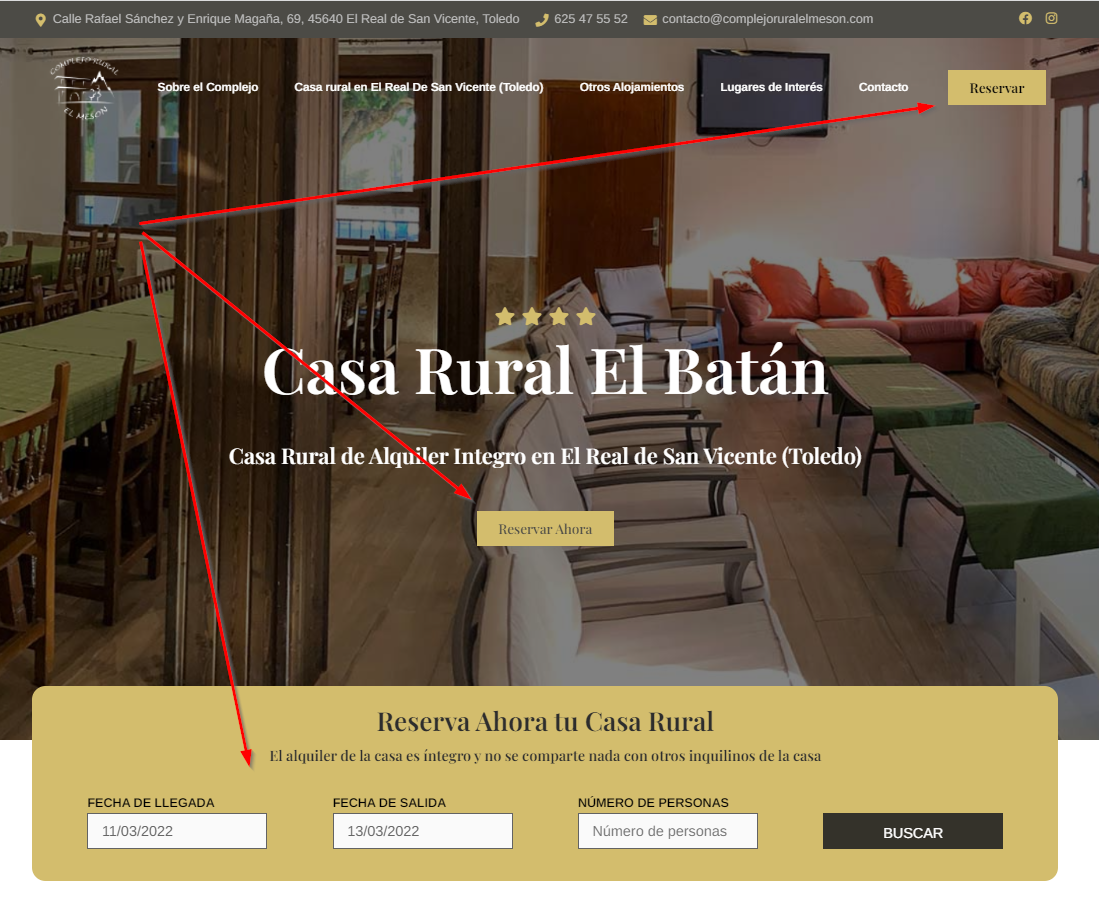 Calle Rafael Sánchez y Enrique Magaña, 69, 45640 El Real de San Vicente, Toledo 625 47 55 52 contacto@complejoruralelmeson.com
COMPLEJO RURAL
EL MESON
Sobre el Complejo Casa rural en El Real De San Vicente (Toledo) Otros Alojamientos Lugares de Interés Contacto Reservar
Casa Rural El Batán
Casa Rural de Alquiler Integro en El Real de San Vicente (Toledo)
Reservar Ahora
Reserva Ahora tu Casa Rural
El alquiler de la casa es íntegro y no se comparte nada con otros inquilinos de la casa
FECHA DE LLEGADA FECHA DE SALIDA NÚMERO DE PERSONAS
11/03/2022 13/03/2022 Número de personas BUSCAR